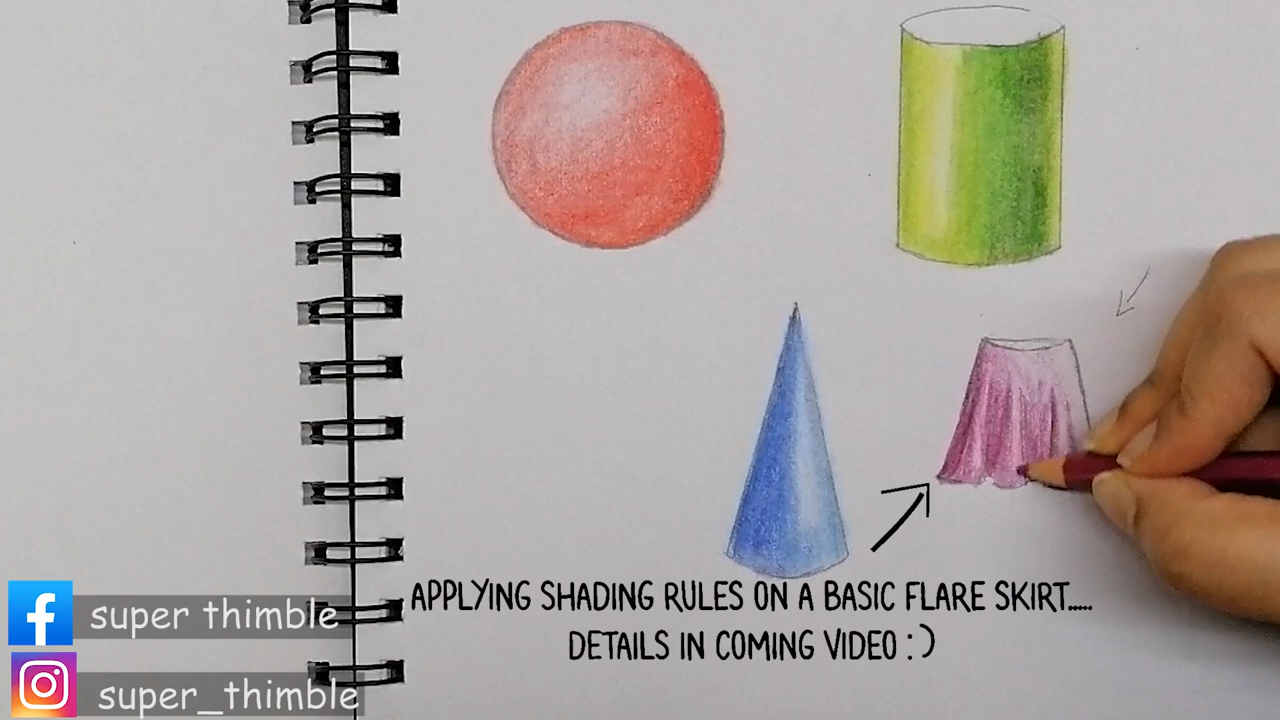 APPLYING SHADING RULES ON A BASIC FLARE SKIRT.....
DETAILS IN COMING VIDEO : )
super thimble
super_thimble